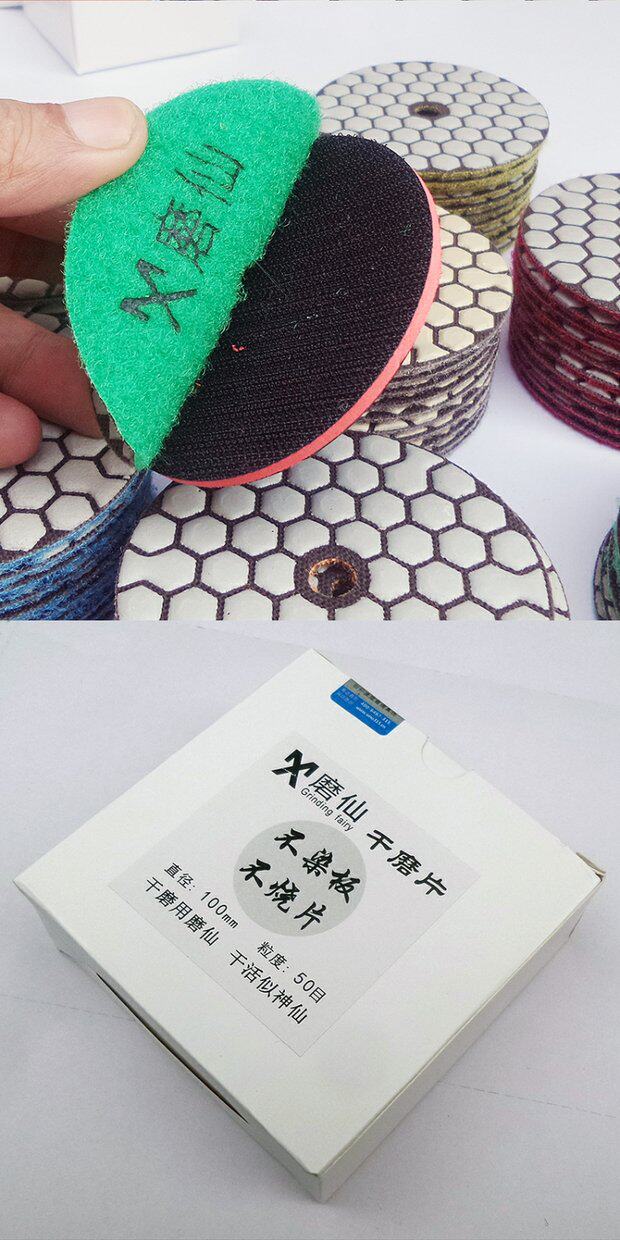 磨仙
磨仙
Grinding fairy
干磨片
不染板
不烧片
直径：100mm
粒度：50目
干磨用磨仙 干活似神仙